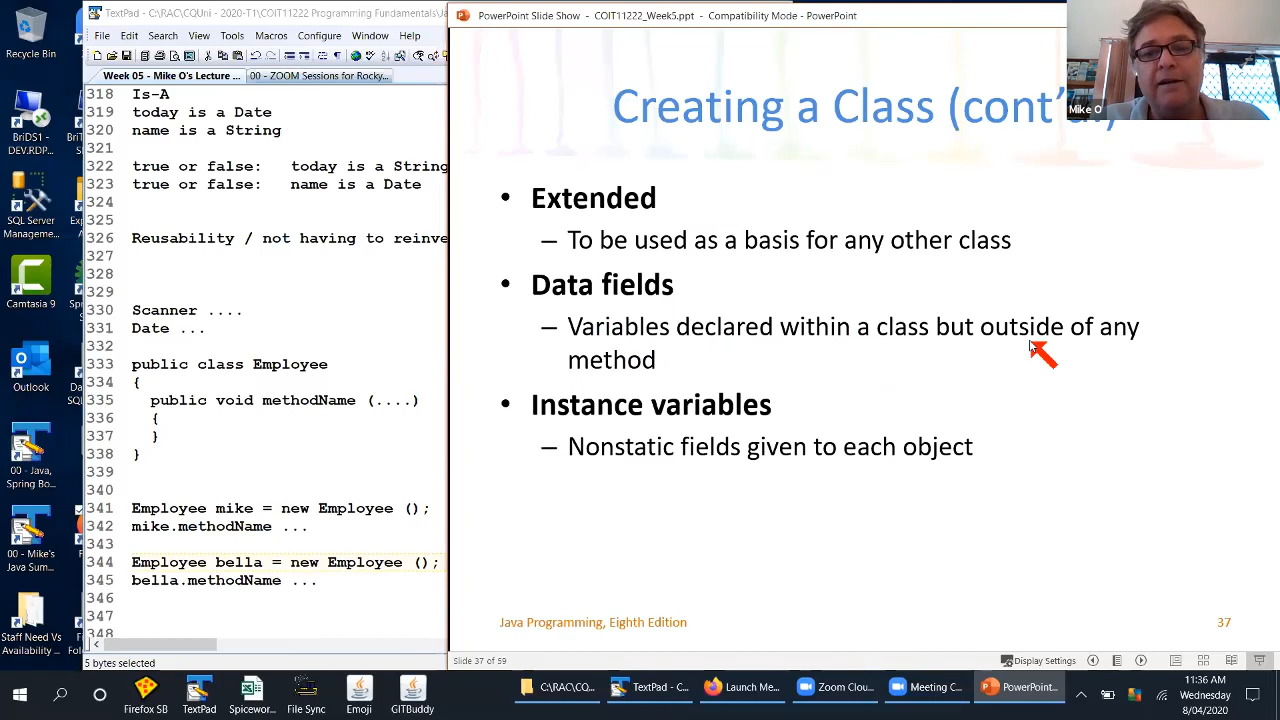 TextPad - C:\RAC\CQUni - 2020-T1\COIT11222 Programming Fundamentals\
File Edit Search View Tools Macros Configure Window Help
Week 05 - Mike O's Lecture ...
00 - ZOOM Sessions for Rocky
318 Is-A
319 today is a Date
320 name is a String
321
322 true or false: today is a String
323 true or false: name is a Date
324
325
326 Reusability / not having to reinve
327
328
329
330 Scanner ....
331 Date ...
332
333 public class Employee
334 {
335 public void methodName (....)
336 {
337 }
338 }
339
340
341 Employee mike = new Employee ();
342 mike.methodName ...
343
344 Employee bella = new Employee ();
345 bella.methodName ...
346
347
348
5 bytes selected
PowerPoint Slide Show - COIT11222_Week5.ppt - Compatibility Mode - PowerPoint
Mike O
Creating a Class (cont'd.)
• Extended
– To be used as a basis for any other class
• Data fields
– Variables declared within a class but outside of any
method
• Instance variables
– Nonstatic fields given to each object
Java Programming, Eighth Edition
37
Slide 37 of 59
Display Settings
Recycle Bin
BriDS1 -
DEV.RDP...
SQL Server
Manageme...
Camtasia 9
Outlook
00 - Java,
Spring Bo...
00 - Mike's
Java Sum...
Staff Need Vs
Availability ...
Firefox SB
TextPad
Spicewor...
File Sync
Emoji
GITBuddy
C:\RAC\CQ...
TextPad - C...
Launch Me...
Zoom Clou...
Meeting C...
PowerPoint...
11:36 AM
Wednesday
8/04/2020